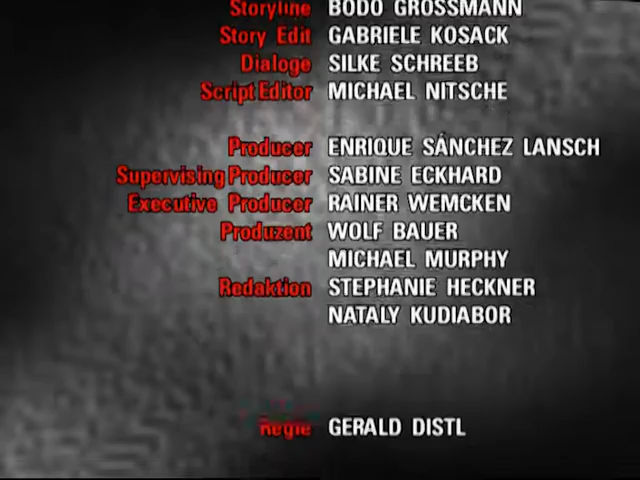 Storyline BODO GROSSMANN
Story Edit GABRIELE KOSACK
Dialoge SILKE SCHREEB
Script Editor MICHAEL NITSCHE
Producer ENRIQUE SÁNCHEZ LANSCH
Supervising Producer SABINE ECKHARD
Executive Producer RAINER WEMCKEN
Produzent WOLF BAUER
MICHAEL MURPHY
Redaktion STEPHANIE HECKNER
NATALY KUDIABOR
Regie GERALD DISTL